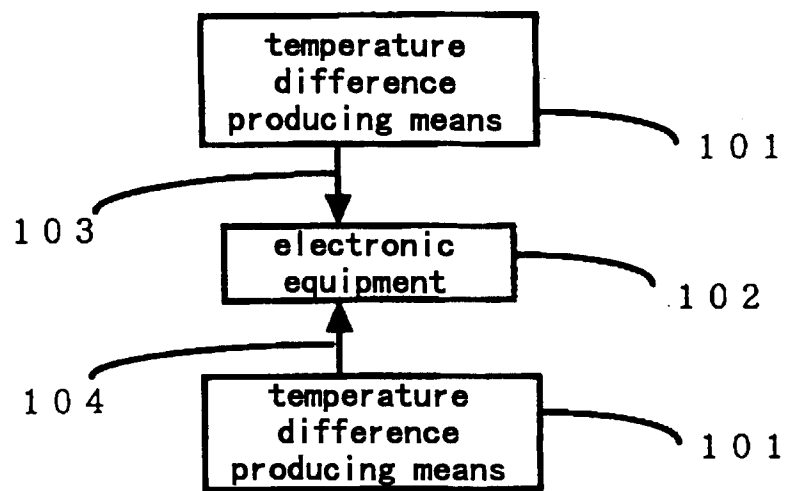 temperature
difference
producing means
101
103
electronic
equipment
102
104
temperature
difference
producing means
101